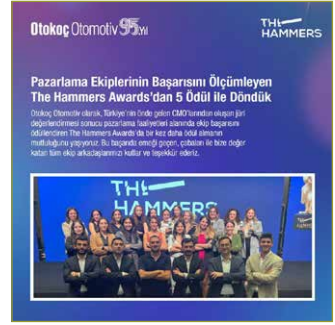 Otokoç Otomotiv 95.YIL
THE HAMMERS
Pazarlama Ekiplerinin Başarısını Ölçümleyen
The Hammers Awards'dan 5 Ödül ile Döndük
Otokoç Otomotiv olarak, Türkiye'nin önde gelen CMO'larından oluşan jüri
değerlendirmesi sonucu pazarlama faaliyetleri alanında ekip başarısını
ödüllendiren The Hammers Awards'da bir kez daha ödül almanın
mutluluğunu yaşıyoruz. Bu başarıda emeği geçen, çabaları ile bize değer
katan tüm ekip arkadaşlarımızı kutlar ve teşekkür ederiz.
THE
HAMMERS